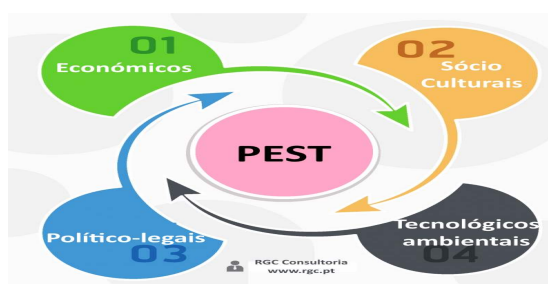 01
Económicos
02
Sócio
Culturais
PEST
Político-legais
03
Tecnológicos
ambientais
04
RGC Consultoria
www.rgc.pt